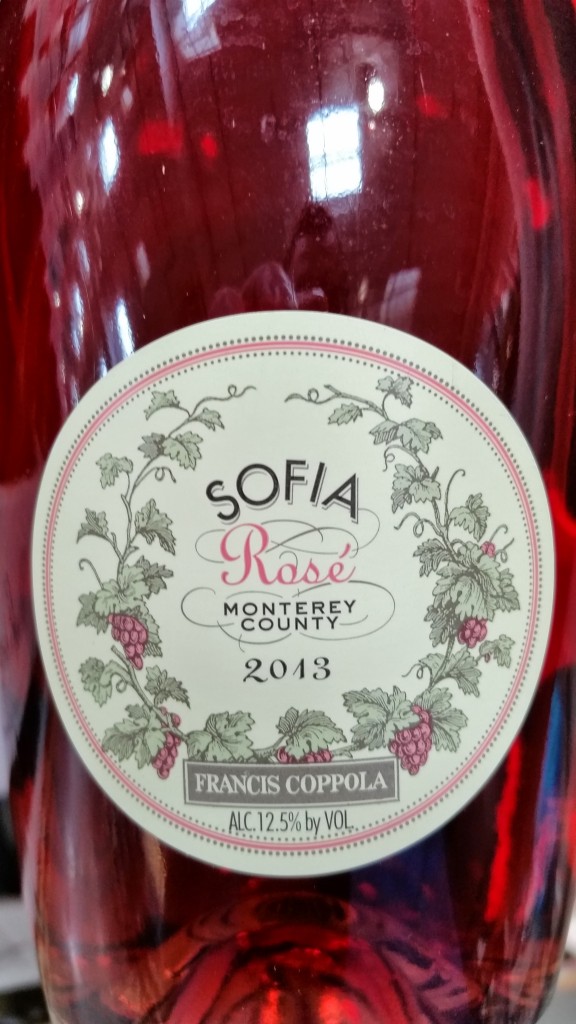 SOFIA
Rosé
MONTEREY
COUNTY
2013
FRANCIS COPPOLA
ALC. 12.5% by VOL.